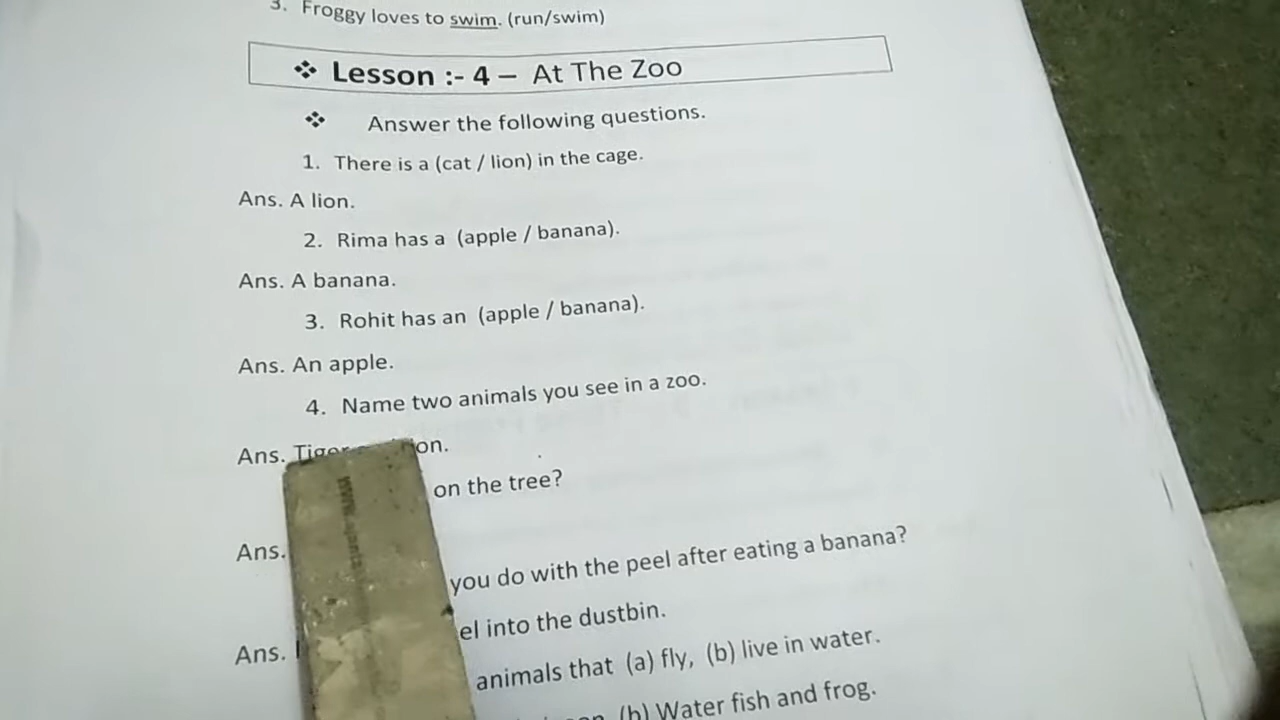 3. Froggy loves to swim. (run/swim)
❖ Lesson :- 4 – At The Zoo
❖ Answer the following questions.
1. There is a (cat / lion) in the cage.
Ans. A lion.
2. Rima has a (apple / banana).
Ans. A banana.
3. Rohit has an (apple / banana).
Ans. An apple.
4. Name two animals you see in a zoo.
Ans. Tiger
on the tree?
Ans.
you do with the peel after eating a banana?
Ans. into the dustbin.
animals that (a) fly, (b) live in water.
(b) Water fish and frog.